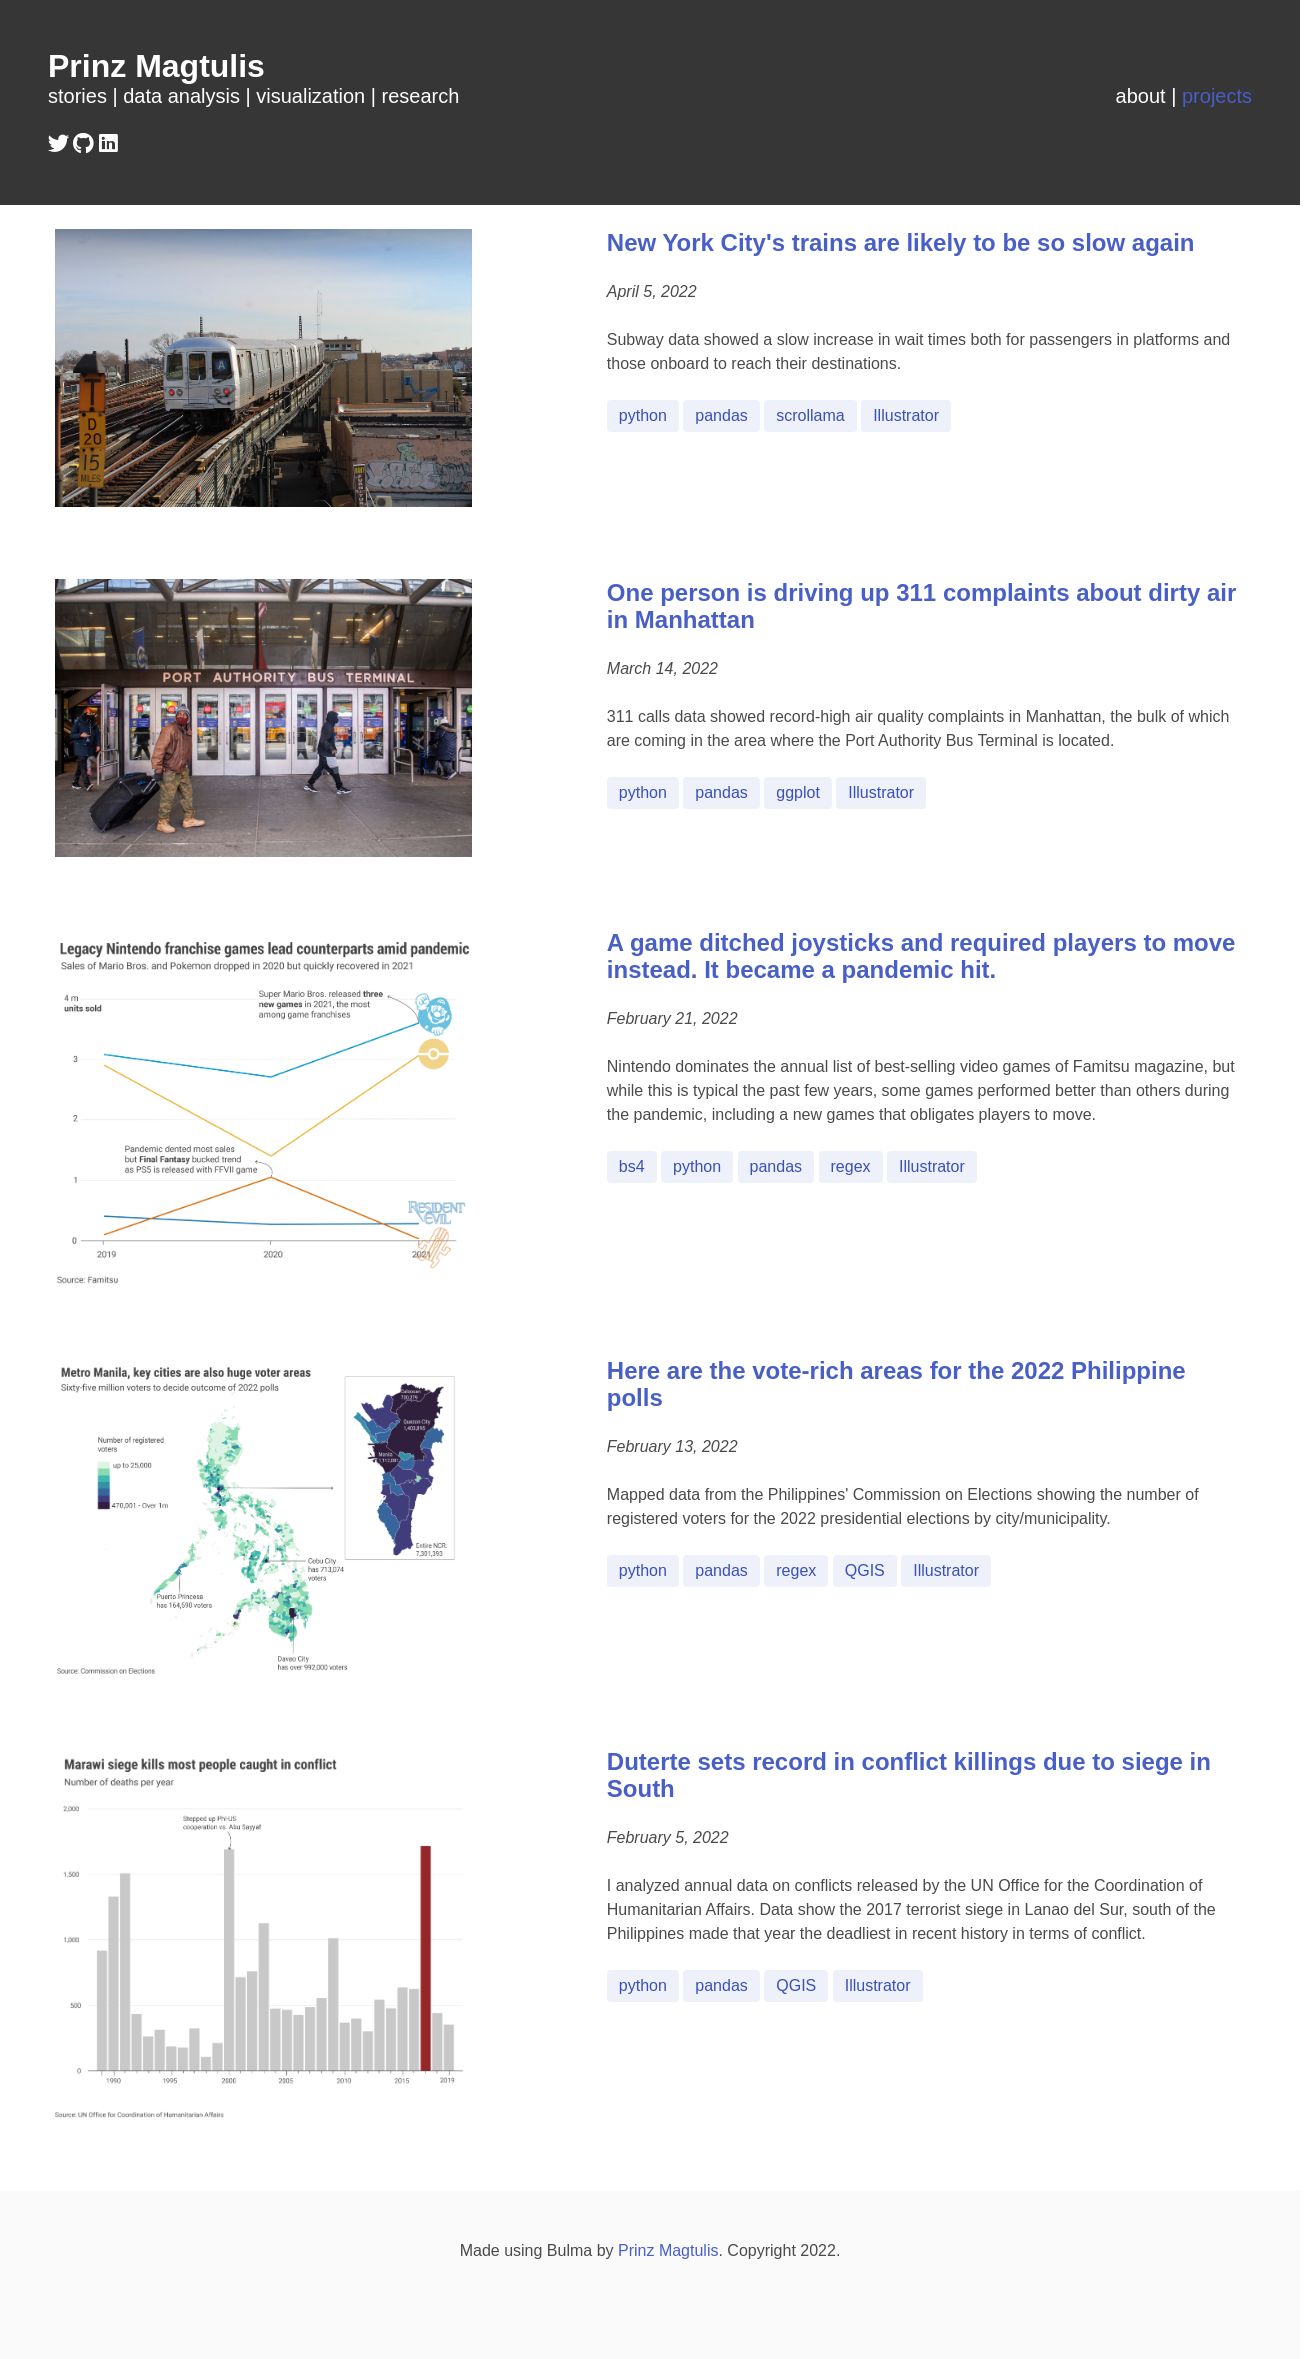 Prinz Magtulis
stories | data analysis | visualization | research
about | projects
New York City's trains are likely to be so slow again
April 5, 2022
Subway data showed a slow increase in wait times both for passengers in platforms and
those onboard to reach their destinations.
python pandas scrollama Illustrator
A
T
D
20
15
MILES
One person is driving up 311 complaints about dirty air
in Manhattan
March 14, 2022
311 calls data showed record-high air quality complaints in Manhattan, the bulk of which
are coming in the area where the Port Authority Bus Terminal is located.
python pandas ggplot Illustrator
PORT AUTHORITY BUS TERMINAL
A game ditched joysticks and required players to move
instead. It became a pandemic hit.
February 21, 2022
Nintendo dominates the annual list of best-selling video games of Famitsu magazine, but
while this is typical the past few years, some games performed better than others during
the pandemic, including a new games that obligates players to move.
bs4 python pandas regex Illustrator
Legacy Nintendo franchise games lead counterparts amid pandemic
Sales of Mario Bros. and Pokemon dropped in 2020 but quickly recovered in 2021
4 m
units sold
Super Mario Bros. released three
new games in 2021, the most
among game franchises
3
2
Pandemic dented most sales
but Final Fantasy bucked trend
as PS5 is released with FFVII game
1
RESIDENT
EVIL
0
2019 2020 2021
Source: Famitsu
Here are the vote-rich areas for the 2022 Philippine
polls
February 13, 2022
Mapped data from the Philippines' Commission on Elections showing the number of
registered voters for the 2022 presidential elections by city/municipality.
python pandas regex QGIS Illustrator
Metro Manila, key cities are also huge voter areas
Sixty-five million voters to decide outcome of 2022 polls
Number of registered
voters
up to 25,000
470,001 - Over 1m
Caloocan
Quezon City
Manila
Entire NCR:
7,301,393
Cebu City
has 713,074
voters
Puerto Princesa
has 164,590 voters
Davao City
has over 992,000 voters
Source: Commission on Elections
Duterte sets record in conflict killings due to siege in
South
February 5, 2022
I analyzed annual data on conflicts released by the UN Office for the Coordination of
Humanitarian Affairs. Data show the 2017 terrorist siege in Lanao del Sur, south of the
Philippines made that year the deadliest in recent history in terms of conflict.
python pandas QGIS Illustrator
Marawi siege kills most people caught in conflict
Number of deaths per year
2,000
Stepped up Phl-US
cooperation vs. Abu Sayyaf
1,500
1,000
500
0
1990 1995 2000 2005 2010 2015 2019
Source: UN Office for Coordination of Humanitarian Affairs
Made using Bulma by Prinz Magtulis. Copyright 2022.